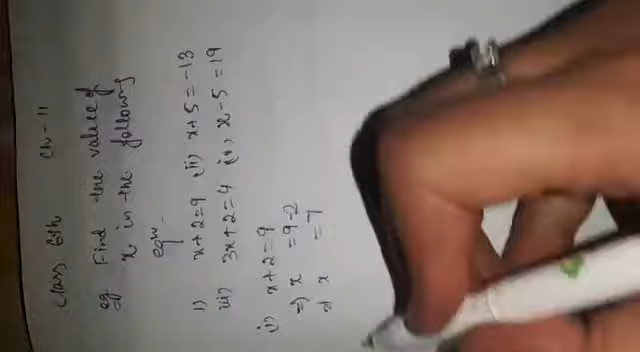 Class 6th Ch - 11
eg. Find the value of
x in the following
eqn.
i) x+2=9 (ii) x+5=-13
iii) 3x+2=4 (iv) x-5=19
(i) x+2=9
⇒ x =9-2
⇒ x =7